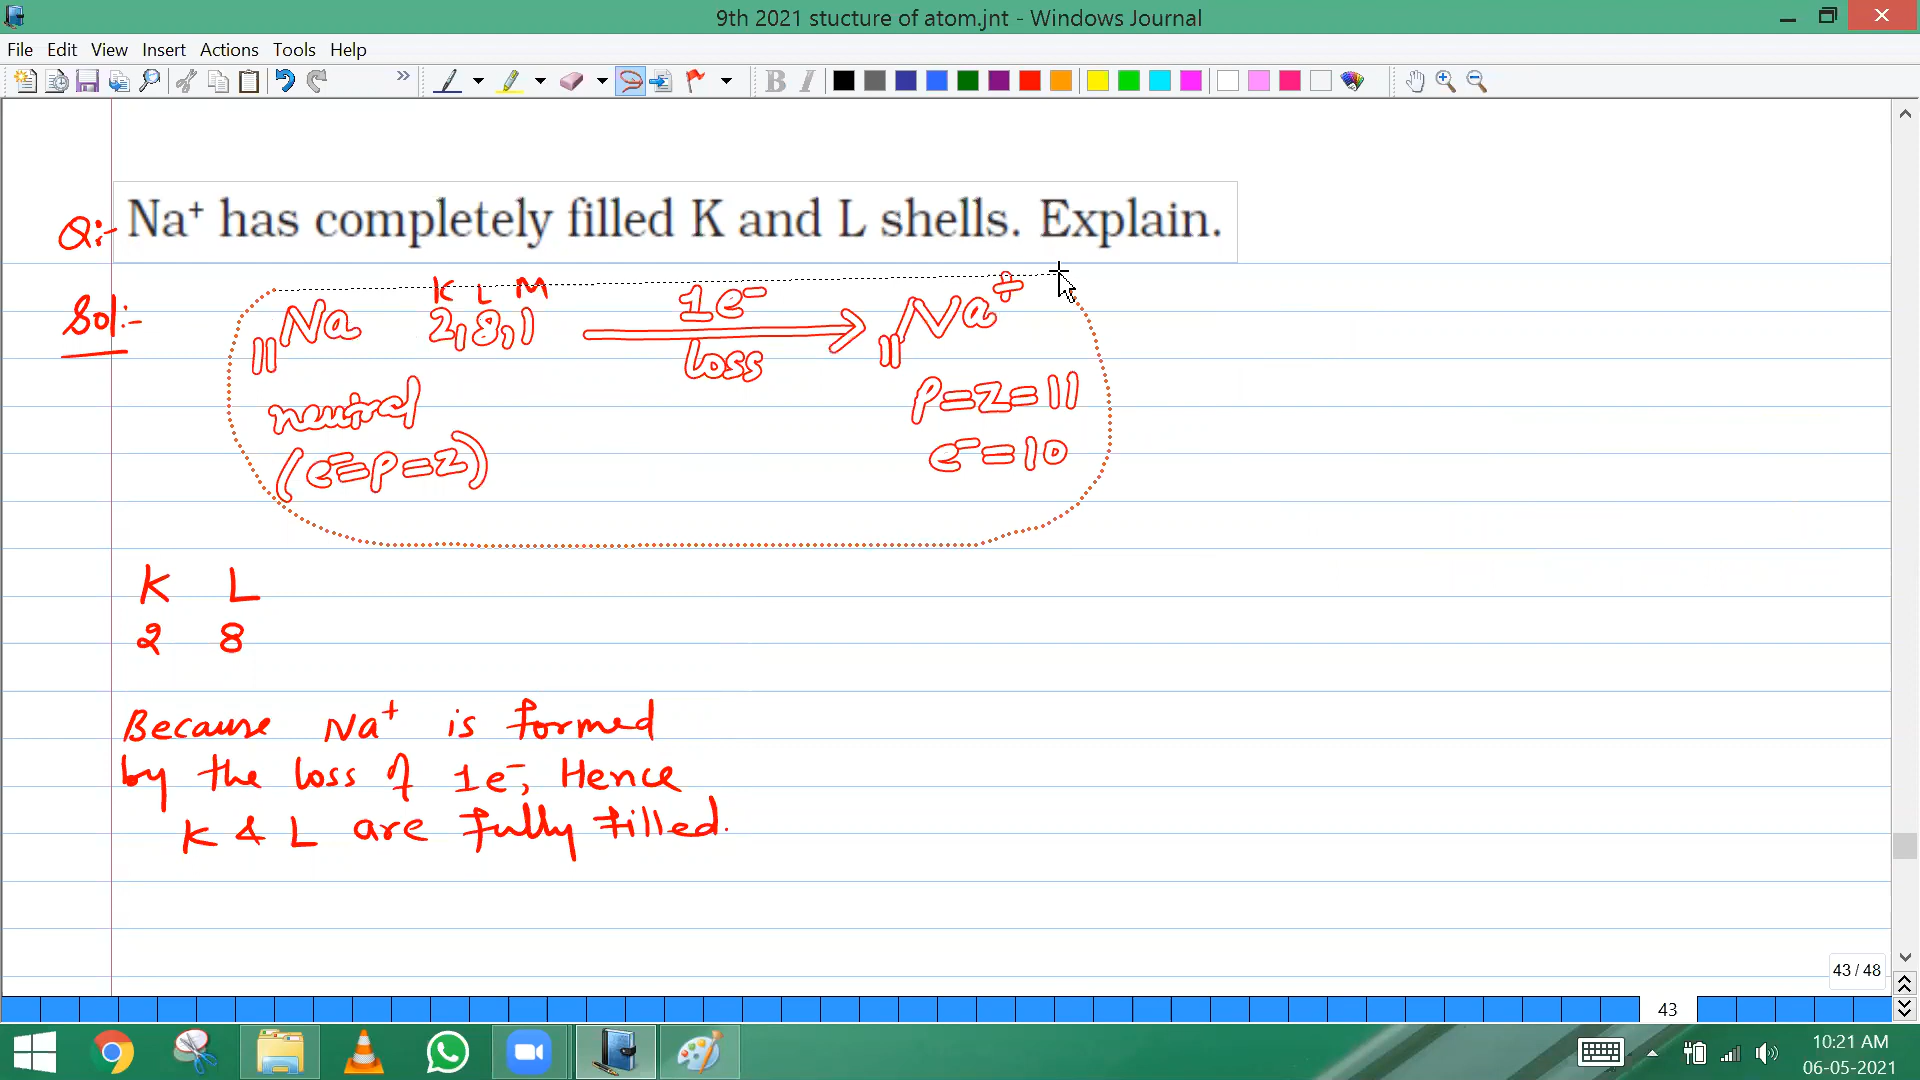 9th 2021 stucture of atom.jnt - Windows Journal
File Edit View Insert Actions Tools Help
Q:- Na⁺ has completely filled K and L shells. Explain.
K L M
Sol:- ₁₁Na 2,8,1 1e⁻ ₁₁Na⁺
loss
neutral p=Z=11
(e⁻=p=Z) e⁻=10
K L
2 8
Because Na⁺ is formed
by the loss of 1e⁻, Hence
K & L are fully filled.
43 / 48
43
10:21 AM
06-05-2021